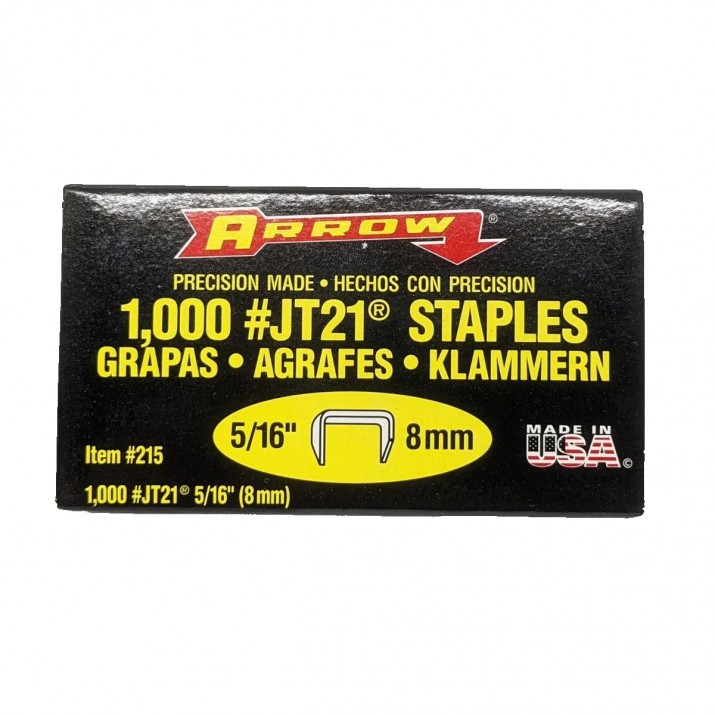 ARROW®
PRECISION MADE • HECHOS CON PRECISION
1,000 #JT21® STAPLES
GRAPAS • AGRAFES • KLAMMERN
5/16" 8mm
Item #215
MADE IN
USA©
1,000 #JT21® 5/16" (8mm)